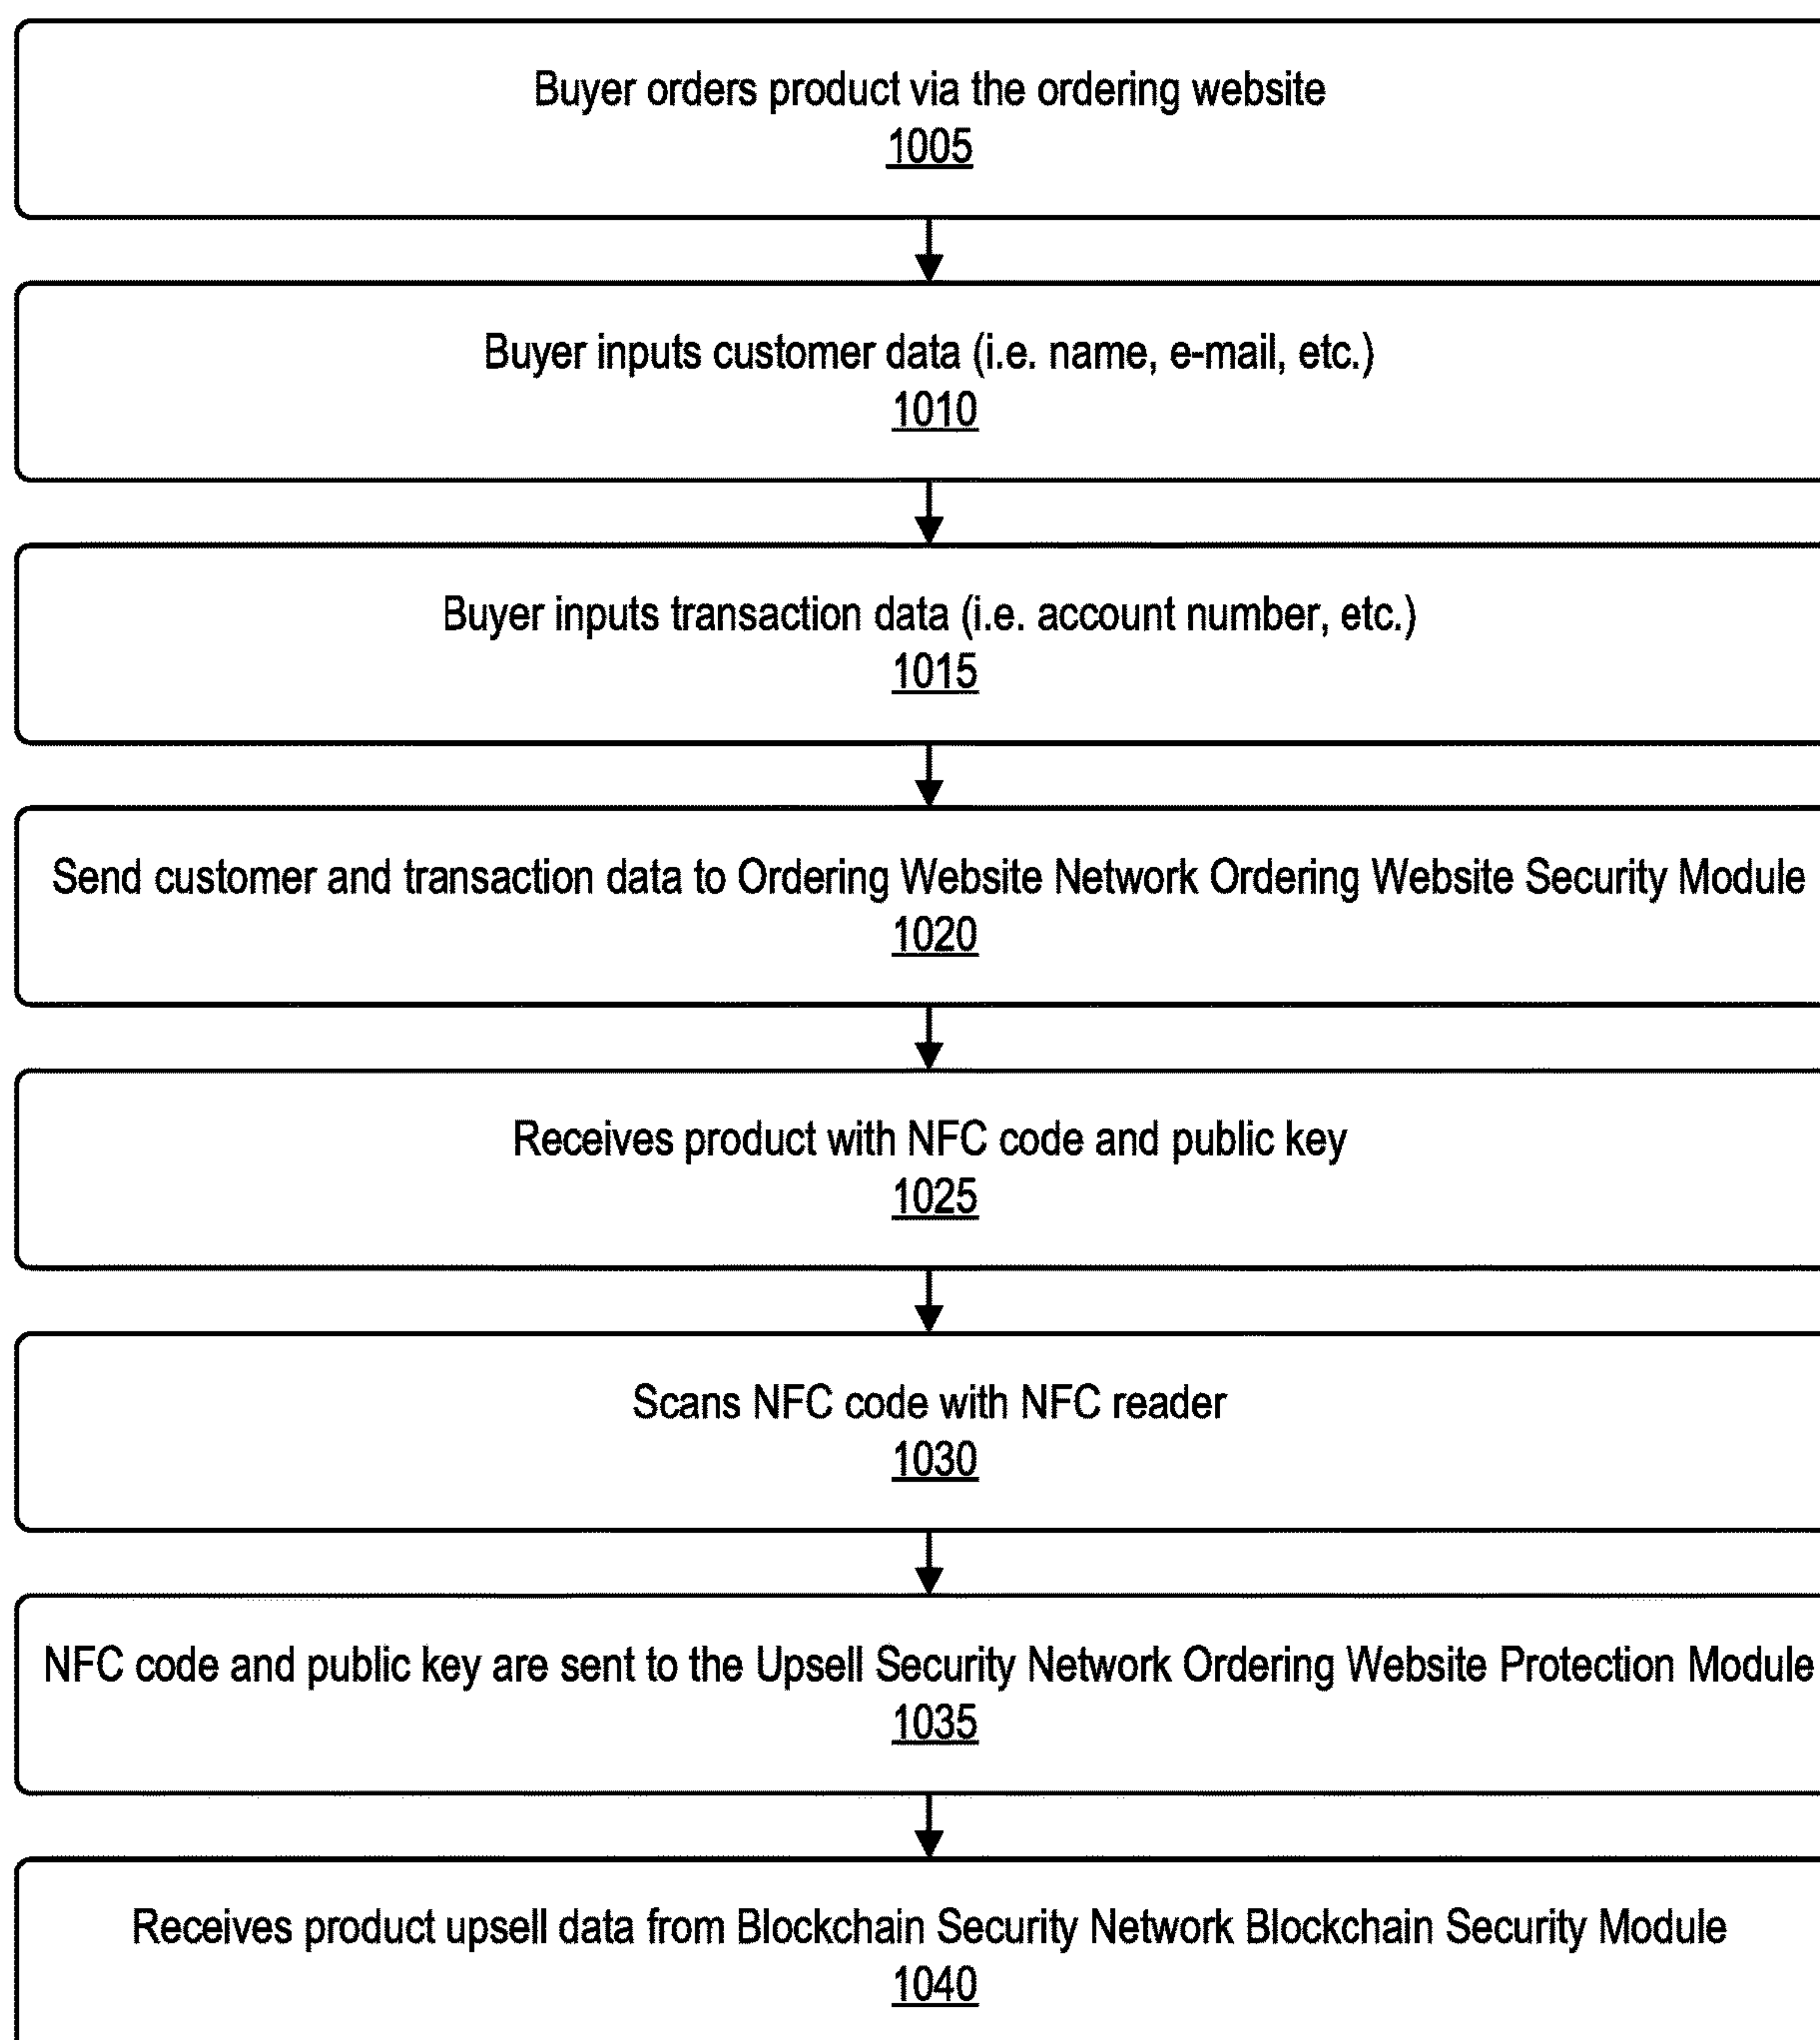 Buyer orders product via the ordering website
1005
Buyer inputs customer data (i.e. name, e-mail, etc.)
1010
Buyer inputs transaction data (i.e. account number, etc.)
1015
Send customer and transaction data to Ordering Website Network Ordering Website Security Module
1020
Receives product with NFC code and public key
1025
Scans NFC code with NFC reader
1030
NFC code and public key are sent to the Upsell Security Network Ordering Website Protection Module
1035
Receives product upsell data from Blockchain Security Network Blockchain Security Module
1040